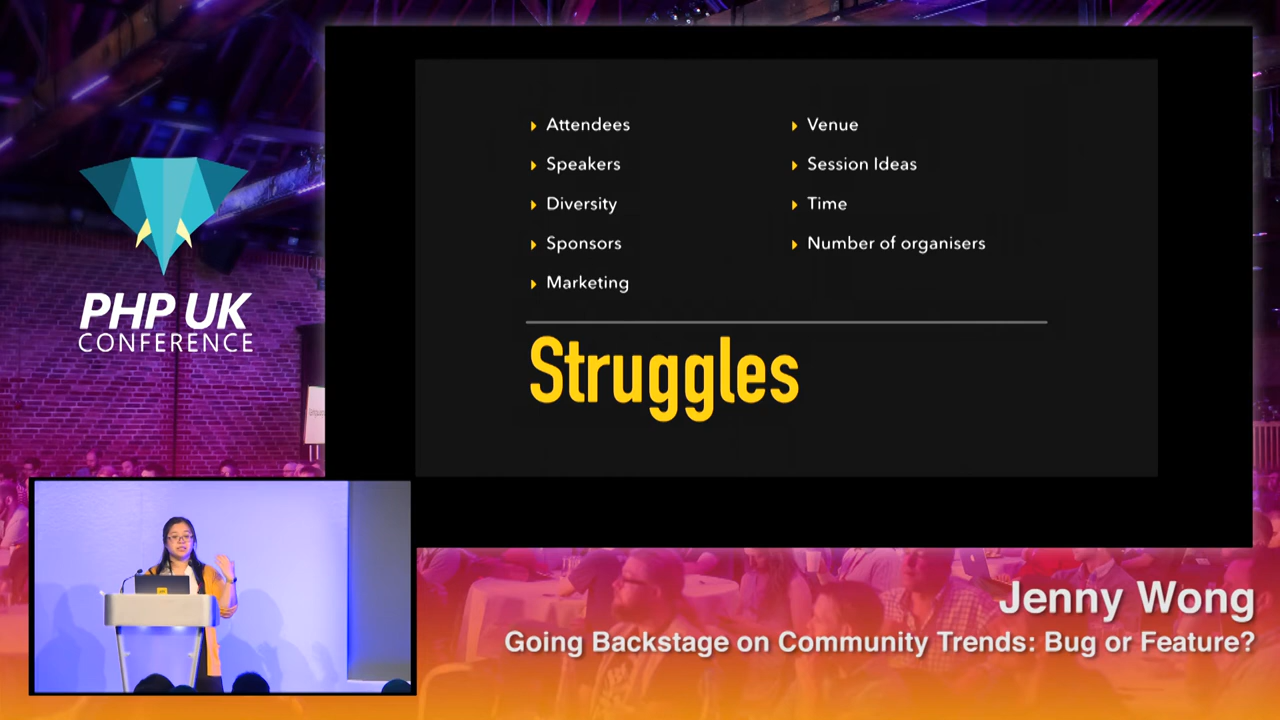 Attendees
Speakers
Diversity
Sponsors
Marketing
Venue
Session Ideas
Time
Number of organisers
Struggles
PHP UK
CONFERENCE
Jenny Wong
Going Backstage on Community Trends: Bug or Feature?